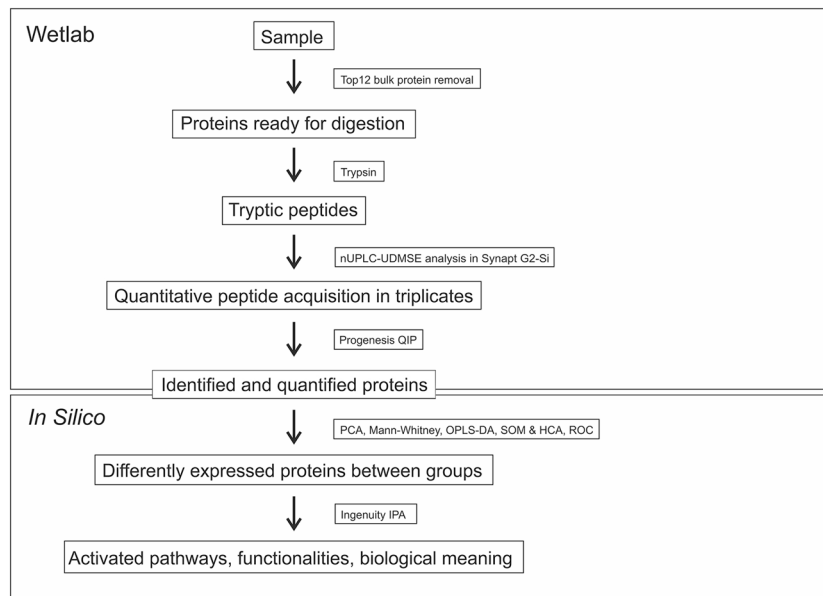 Wetlab
Sample
Top12 bulk protein removal
Proteins ready for digestion
Trypsin
Tryptic peptides
nUPLC-UDMSE analysis in Synapt G2-Si
Quantitative peptide acquisition in triplicates
Progenesis QIP
Identified and quantified proteins
In Silico
PCA, Mann-Whitney, OPLS-DA, SOM & HCA, ROC
Differently expressed proteins between groups
Ingenuity IPA
Activated pathways, functionalities, biological meaning